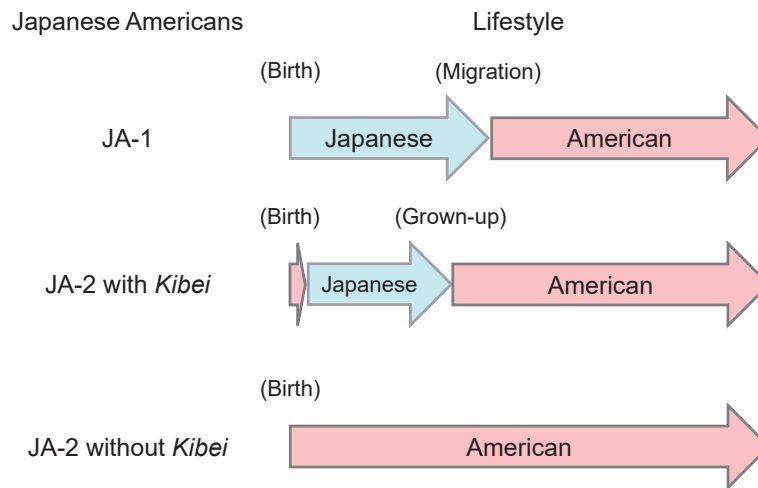 Japanese Americans Lifestyle
(Birth) (Migration)
JA-1 Japanese American
(Birth) (Grown-up)
JA-2 with Kibei Japanese American
(Birth)
JA-2 without Kibei American